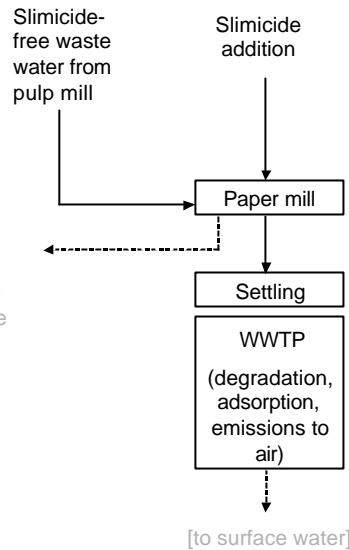 Slimicide-
free waste
water from
pulp mill
Slimicide
addition
Paper mill
Settling
WWTP
(degradation,
adsorption,
emissions to
air)
[to surface water]